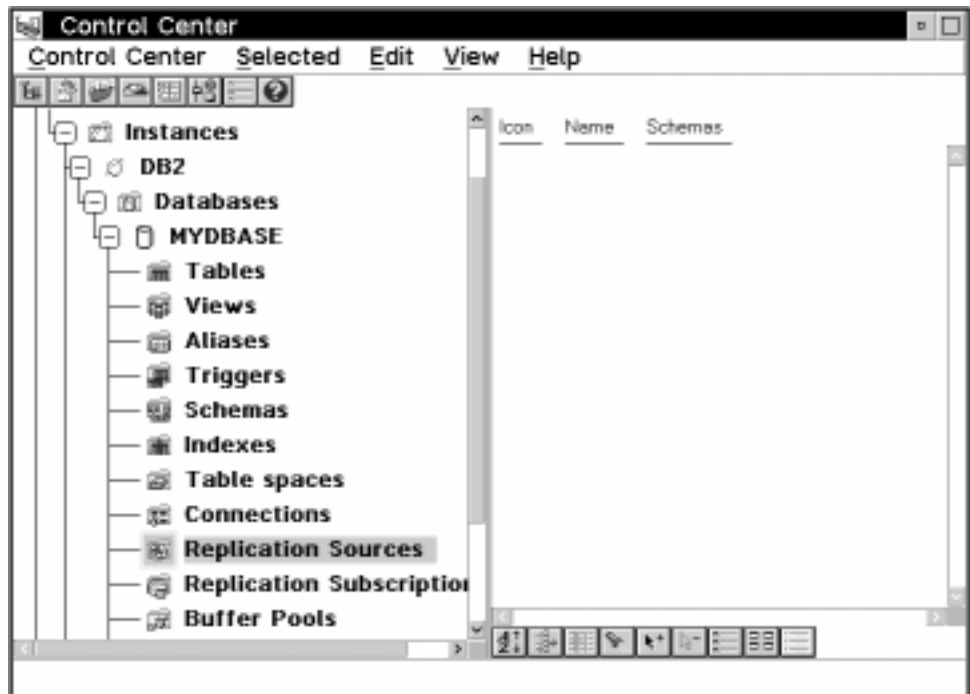 Control Center
Control Center Selected Edit View Help
Icon Name Schemas
Instances
DB2
Databases
MYDBASE
Tables
Views
Aliases
Triggers
Schemas
Indexes
Table spaces
Connections
Replication Sources
Replication Subscription
Buffer Pools